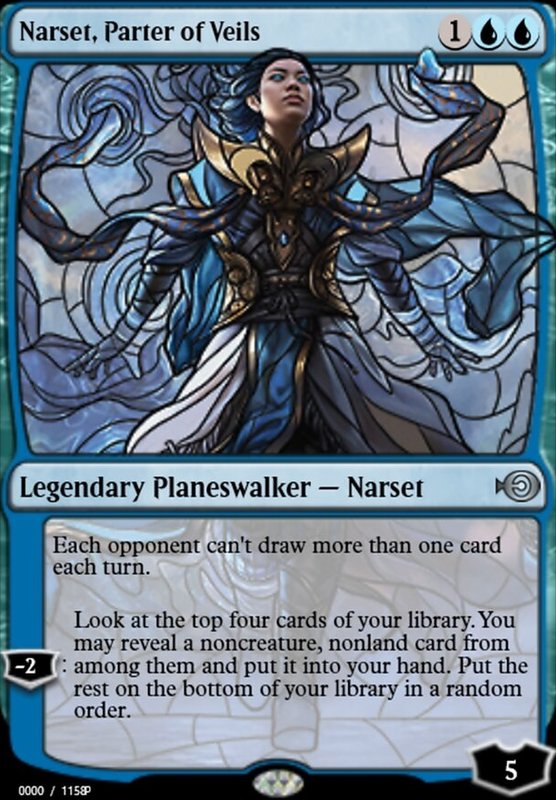 Narset, Parter of Veils 1
Legendary Planeswalker — Narset
Each opponent can't draw more than one card
each turn.
Look at the top four cards of your library. You
may reveal a noncreature, nonland card from
-2 : among them and put it into your hand. Put the
rest on the bottom of your library in a random
order.
5
0000 / 1158P